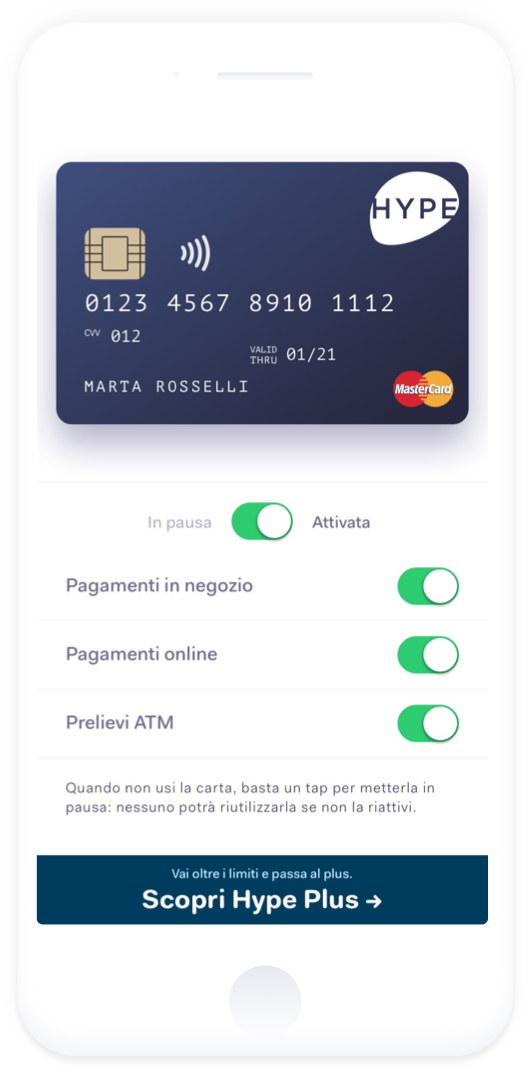 HYPE
0123 4567 8910 1112
CVV 012
VALID THRU 01/21
MARTA ROSSELLI
MasterCard
In pausa Attivata
Pagamenti in negozio
Pagamenti online
Prelievi ATM
Quando non usi la carta, basta un tap per metterla in
pausa: nessuno potrà riutilizzarla se non la riattivi.
Vai oltre i limiti e passa al plus.
Scopri Hype Plus →